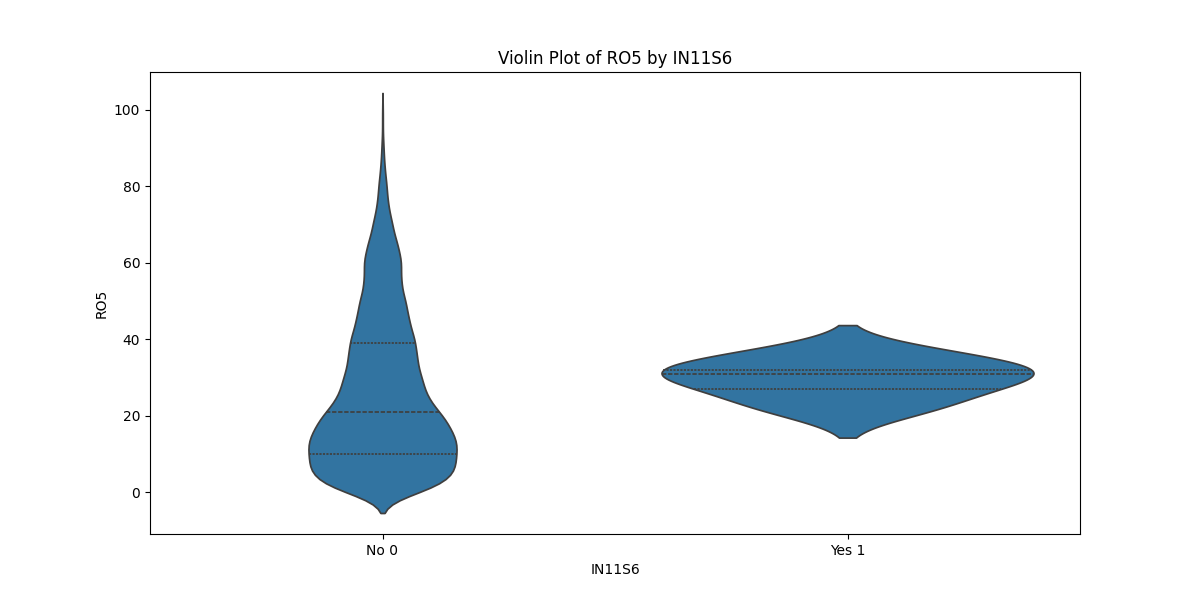 Violin Plot of RO5 by IN11S6
100
80
60
40
20
0
RO5
No 0
Yes 1
IN11S6